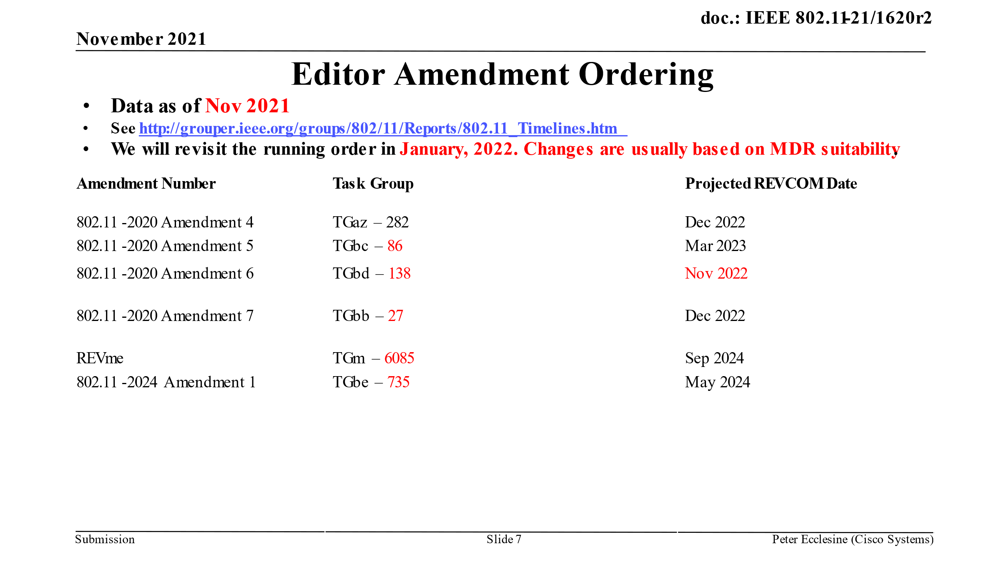 doc.: IEEE 802.11-21/1620r2
November 2021
Editor Amendment Ordering
• Data as of Nov 2021
• See http://grouper.ieee.org/groups/802/11/Reports/802.11_Timelines.htm
• We will revisit the running order in January, 2022. Changes are usually based on MDR suitability.
Amendment Number Task Group Projected REVCOM Date
802.11 -2020 Amendment 4 TGaz – 282 Dec 2022
802.11 -2020 Amendment 5 TGbc – 86 Mar 2023
802.11 -2020 Amendment 6 TGbd – 138 Nov 2022
802.11 -2020 Amendment 7 TGbb – 27 Dec 2022
REVme TGm – 6085 Sep 2024
802.11 -2024 Amendment 1 TGbe – 735 May 2024
Submission Slide 7 Peter Ecclesine (Cisco Systems)